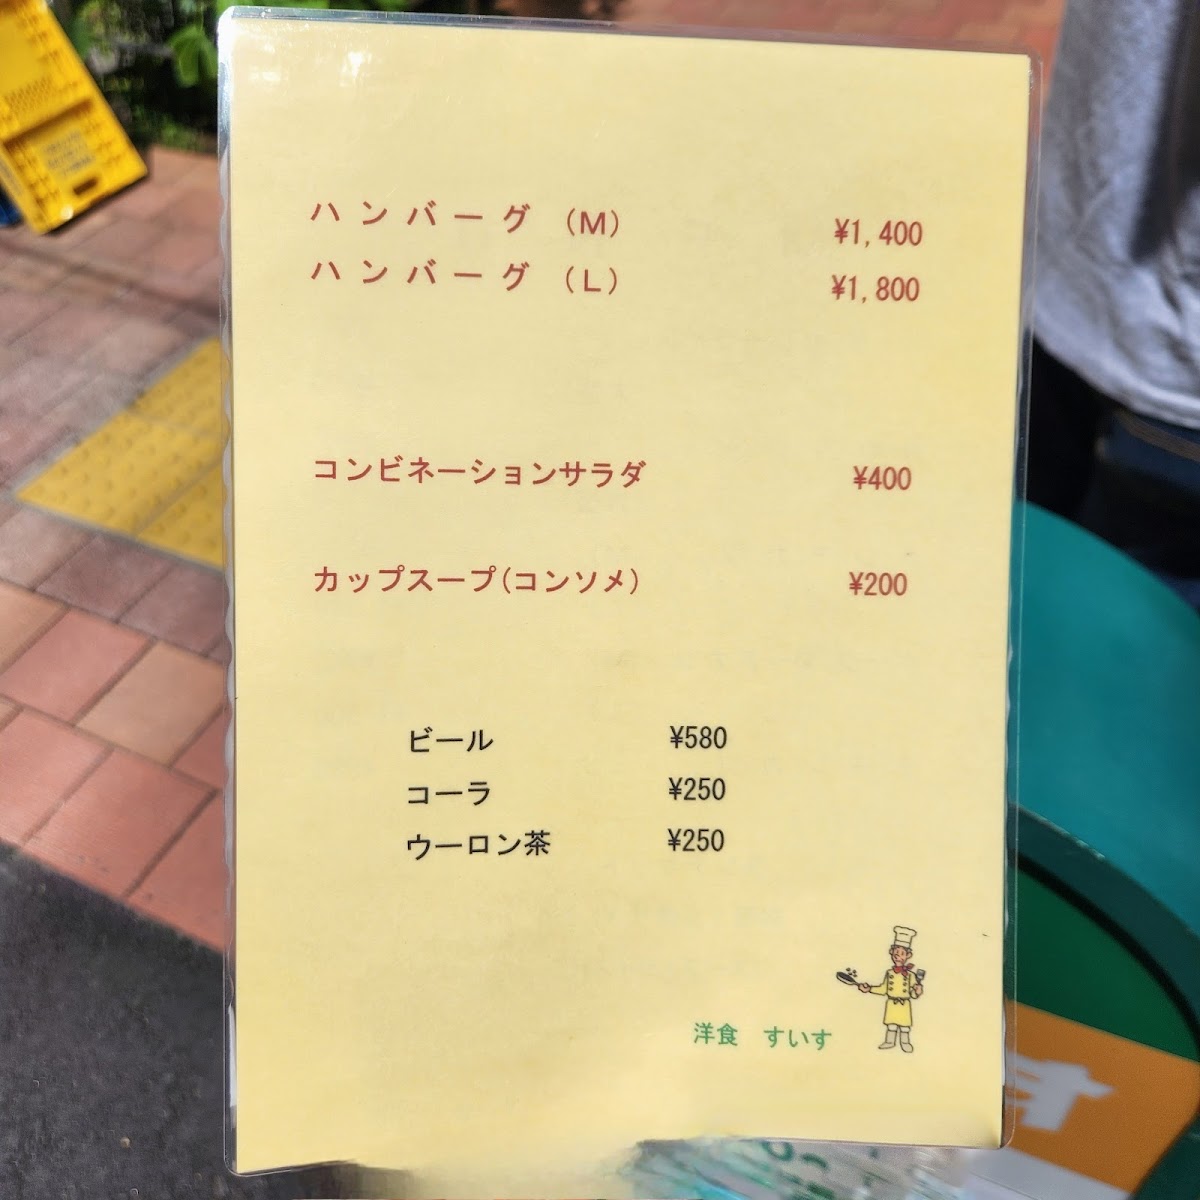 ハンバーグ (M) ¥1,400
ハンバーグ (L) ¥1,800
コンビネーションサラダ ¥400
カップスープ(コンソメ) ¥200
ビール ¥580
コーラ ¥250
ウーロン茶 ¥250
洋食 すいす